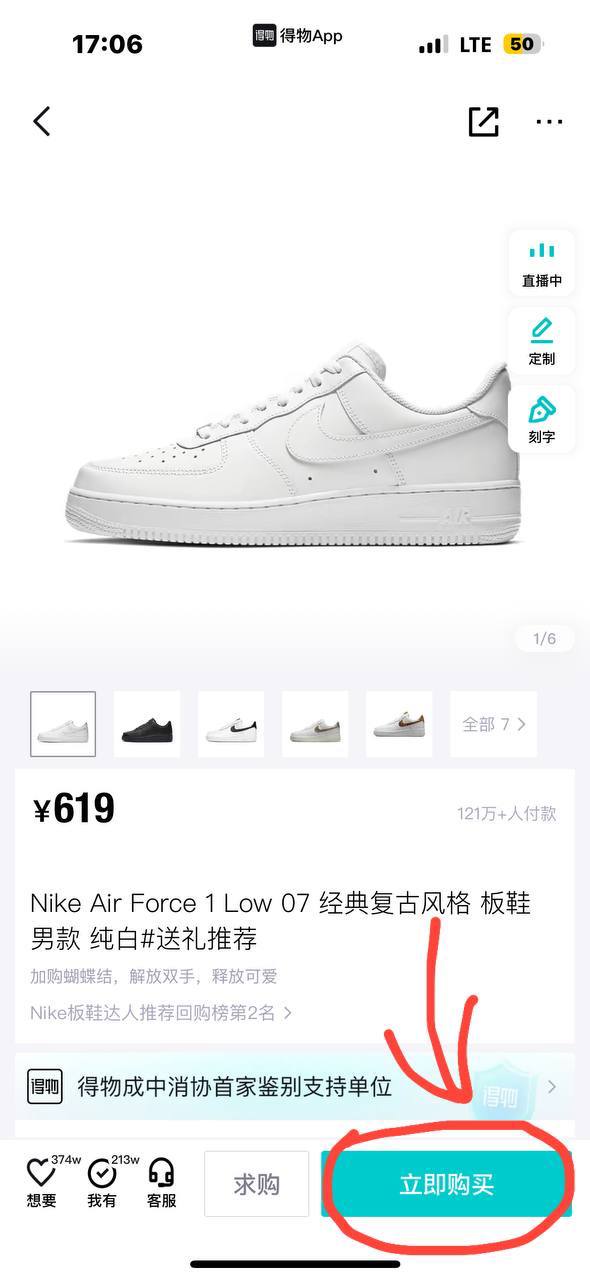 17:06
得物 得物App
LTE 50
直播中
定制
刻字
1/6
全部 7
¥619
121万+人付款
Nike Air Force 1 Low 07 经典复古风格 板鞋
男款 纯白#送礼推荐
加购蝴蝶结，解放双手，释放可爱
Nike板鞋达人推荐回购榜第2名
得物 得物成中消协首家鉴别支持单位 得物
374w
想要
213w
我有
客服
求购
立即购买
AIR